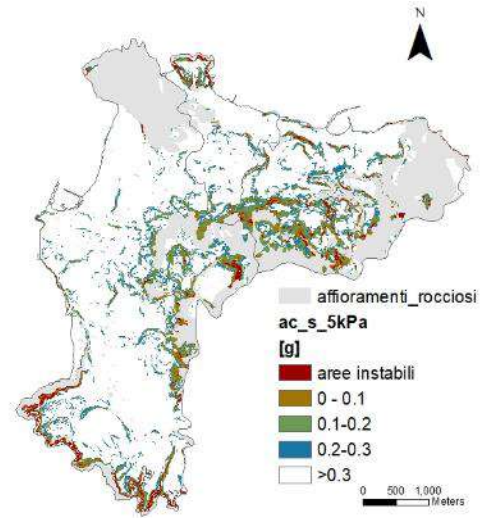 N
affioramenti_rocciosi
ac_s_5kPa
[g]
aree instabili
0 - 0.1
0.1-0.2
0.2-0.3
>0.3
0 500 1,000
Meters